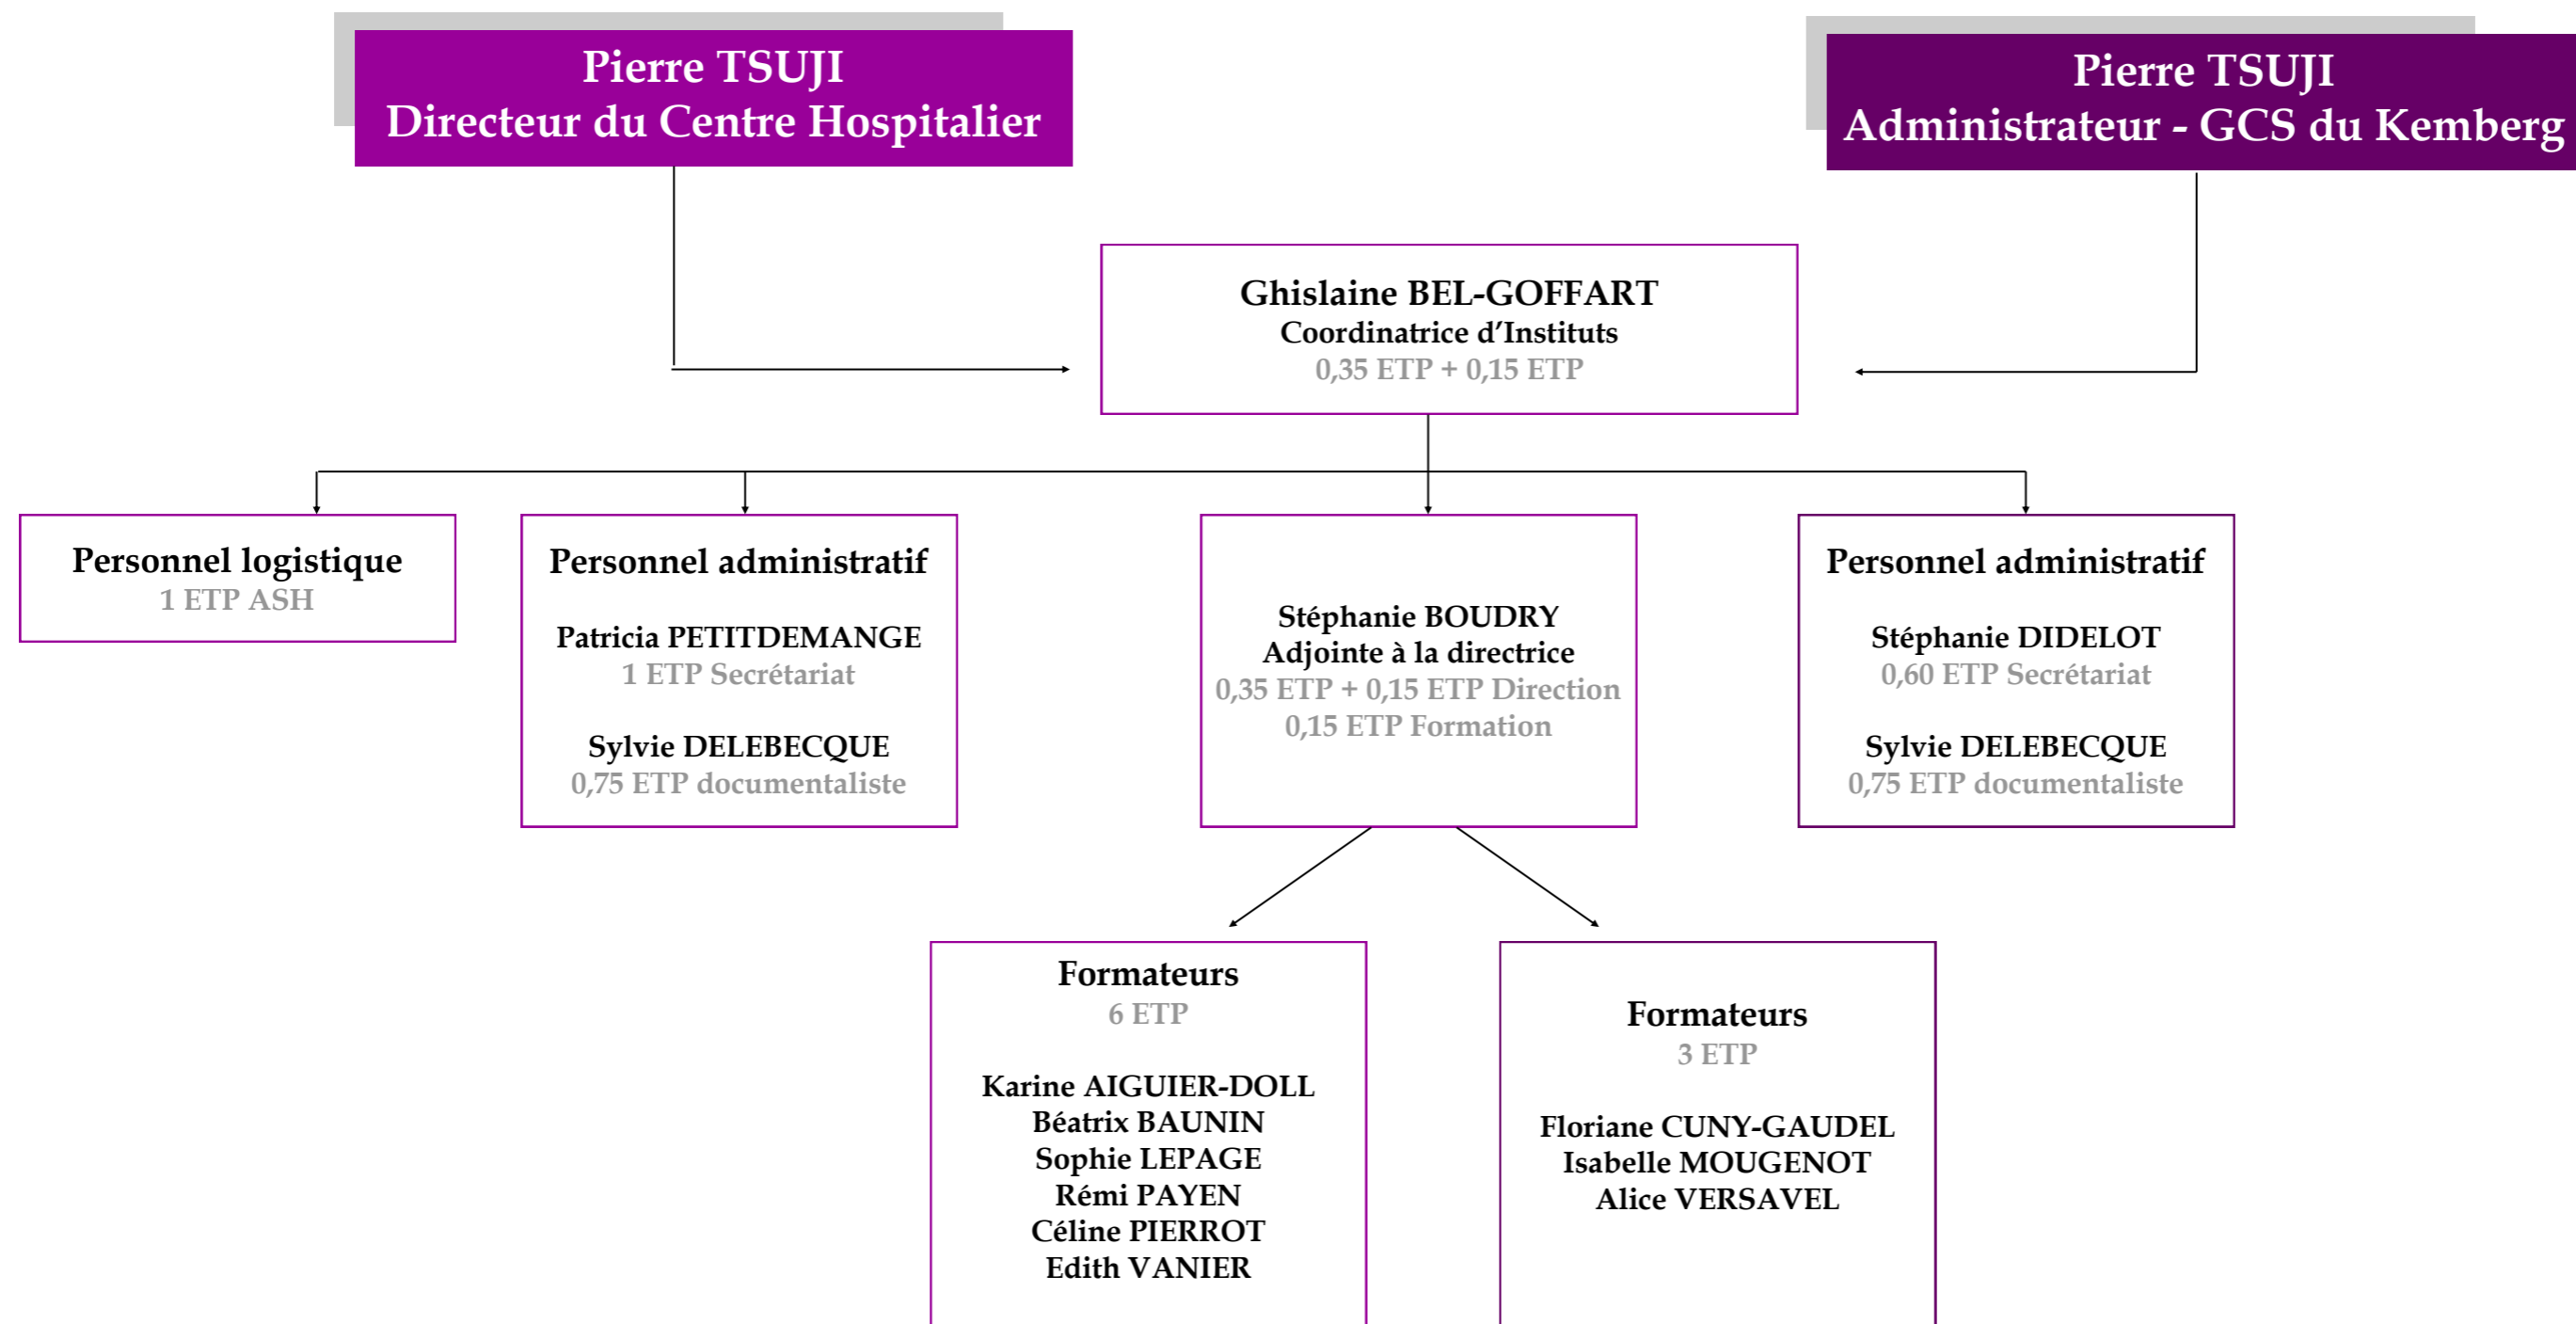 Pierre TSUJI
Directeur du Centre Hospitalier
Pierre TSUJI
Administrateur - GCS du Kemberg
Ghislaine BEL-GOFFART
Coordinatrice d’Instituts
0,35 ETP + 0,15 ETP
Personnel logistique
1 ETP ASH
Personnel administratif
Patricia PETITDEMANGE
1 ETP Secrétariat
Sylvie DELEBECQUE
0,75 ETP documentaliste
Stéphanie BOUDRY
Adjointe à la directrice
0,35 ETP + 0,15 ETP Direction
0,15 ETP Formation
Personnel administratif
Stéphanie DIDELOT
0,60 ETP Secrétariat
Sylvie DELEBECQUE
0,75 ETP documentaliste
Formateurs
6 ETP
Karine AIGUIER-DOLL
Béatrix BAUNIN
Sophie LEPAGE
Rémi PAYEN
Céline PIERROT
Edith VANIER
Formateurs
3 ETP
Floriane CUNY-GAUDEL
Isabelle MOUGENOT
Alice VERSAVEL